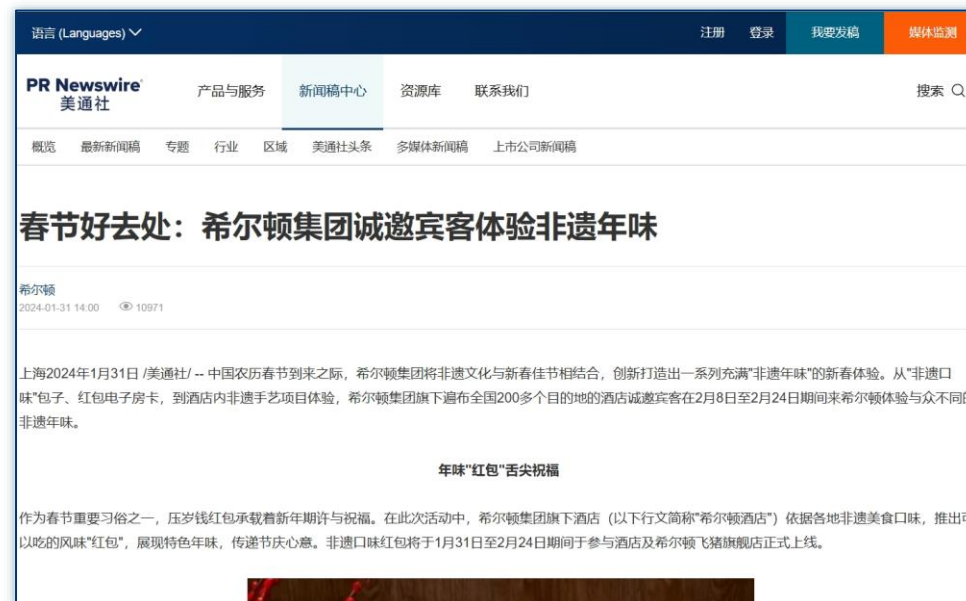 语言 (Languages)
注册 登录 我要发稿 媒体监测
PR Newswire
美通社
产品与服务 新闻稿中心 资源库 联系我们
搜索
概览 最新新闻稿 专题 行业 区域 美通社头条 多媒体新闻稿 上市公司新闻稿
春节好去处：希尔顿集团诚邀宾客体验非遗年味
希尔顿
2024-01-31 14:00 10971
上海2024年1月31日 /美通社/ -- 中国农历春节到来之际，希尔顿集团将非遗文化与新春佳节相结合，创新打造出一系列充满"非遗年味"的新春体验。从"非遗口
味"包子、红包电子房卡，到酒店内非遗手艺项目体验，希尔顿集团旗下遍布全国200多个目的地的酒店诚邀宾客在2月8日至2月24日期间来希尔顿体验与众不同的
非遗年味。
年味"红包"舌尖祝福
作为春节重要习俗之一，压岁钱红包承载着新年期许与祝福。在此次活动中，希尔顿集团旗下酒店（以下行文简称"希尔顿酒店"）依据各地非遗美食口味，推出可
以吃的风味"红包"，展现特色年味，传递节庆心意。非遗口味红包将于1月31日至2月24日期间于参与酒店及希尔顿飞猪旗舰店正式上线。